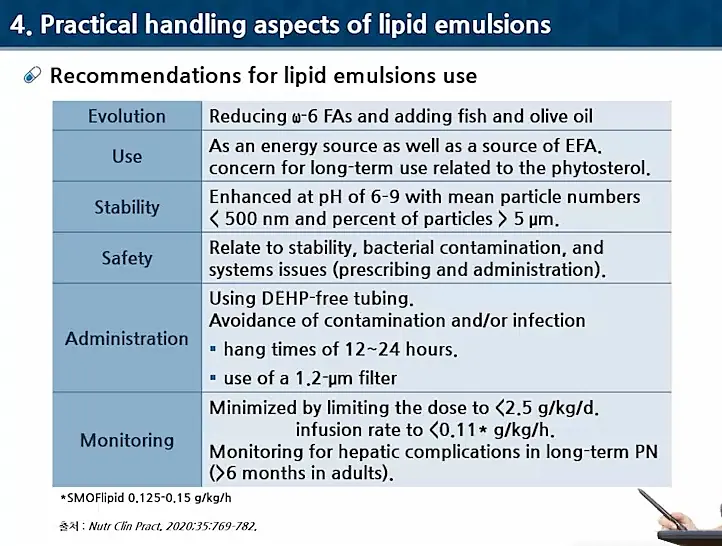 4. Practical handling aspects of lipid emulsions
Recommendations for lipid emulsions use
Evolution
Reducing ω-6 FAs and adding fish and olive oil
Use
As an energy source as well as a source of EFA.
concern for long-term use related to the phytosterol.
Stability
Enhanced at pH of 6-9 with mean particle numbers
< 500 nm and percent of particles > 5 μm.
Safety
Relate to stability, bacterial contamination, and
systems issues (prescribing and administration).
Administration
Using DEHP-free tubing.
Avoidance of contamination and/or infection
▪ hang times of 12~24 hours.
▪ use of a 1.2-μm filter
Monitoring
Minimized by limiting the dose to <2.5 g/kg/d.
infusion rate to <0.11* g/kg/h.
Monitoring for hepatic complications in long-term PN
(>6 months in adults).
*SMOFlipid 0.125-0.15 g/kg/h
출처 : Nutr Clin Pract. 2020;35:769-782.